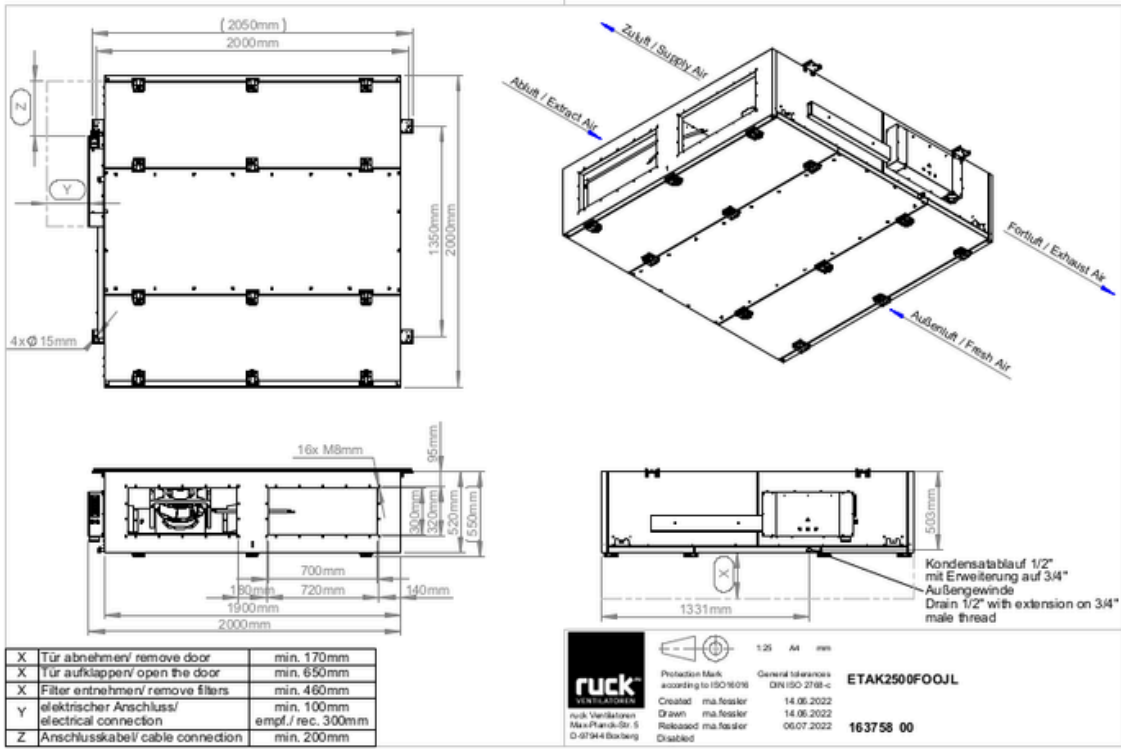 (2050mm)
2000mm
Z
Y
1350mm
2000mm
4xØ15mm
Zuluft / Supply Air
Abluft / Extract Air
Fortluft / Exhaust Air
Außenluft / Fresh Air
16x M8mm
95mm
300mm
320mm
520mm
(550mm)
700mm
180mm
720mm
140mm
1900mm
2000mm
503mm
X
1331mm
Kondensatablauf 1/2"
mit Erweiterung auf 3/4"
Außengewinde
Drain 1/2" with extension on 3/4"
male thread
X Tür abnehmen/ remove door min. 170mm
X Tür aufklappen/ open the door min. 650mm
X Filter entnehmen/ remove filters min. 460mm
Y elektrischer Anschluss/ electrical connection min. 100mm empf./ rec. 300mm
Z Anschlusskabel/ cable connection min. 200mm
ruck™
VENTILATOREN
ruck Ventilatoren
Max-Planck-Str. 5
D-97944 Boxberg
1:25 A4 mm
Protection Mark
according to ISO16016
General tolerances
DIN ISO 2768-c
Created ma.fessler 14.06.2022
Drawn ma.fessler 14.06.2022
Released ma.fessler 06.07.2022
Disabled
ETAK2500FOOJL
163758 00